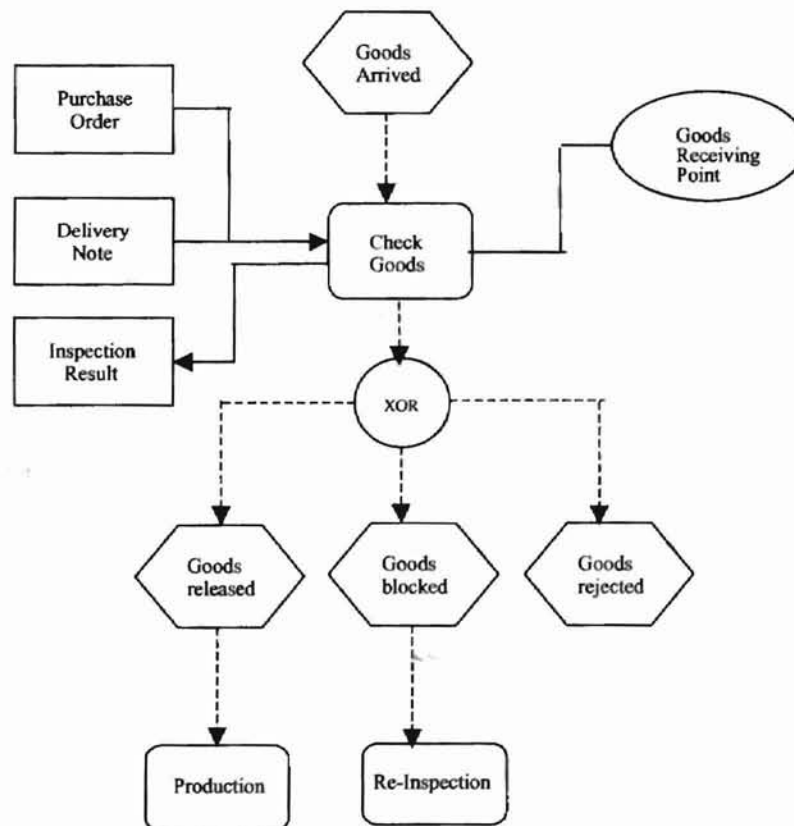 Goods
Arrived
Purchase
Order
Goods
Receiving
Point
Delivery
Note
Check
Goods
Inspection
Result
XOR
Goods
released
Goods
blocked
Goods
rejected
Production
Re-Inspection